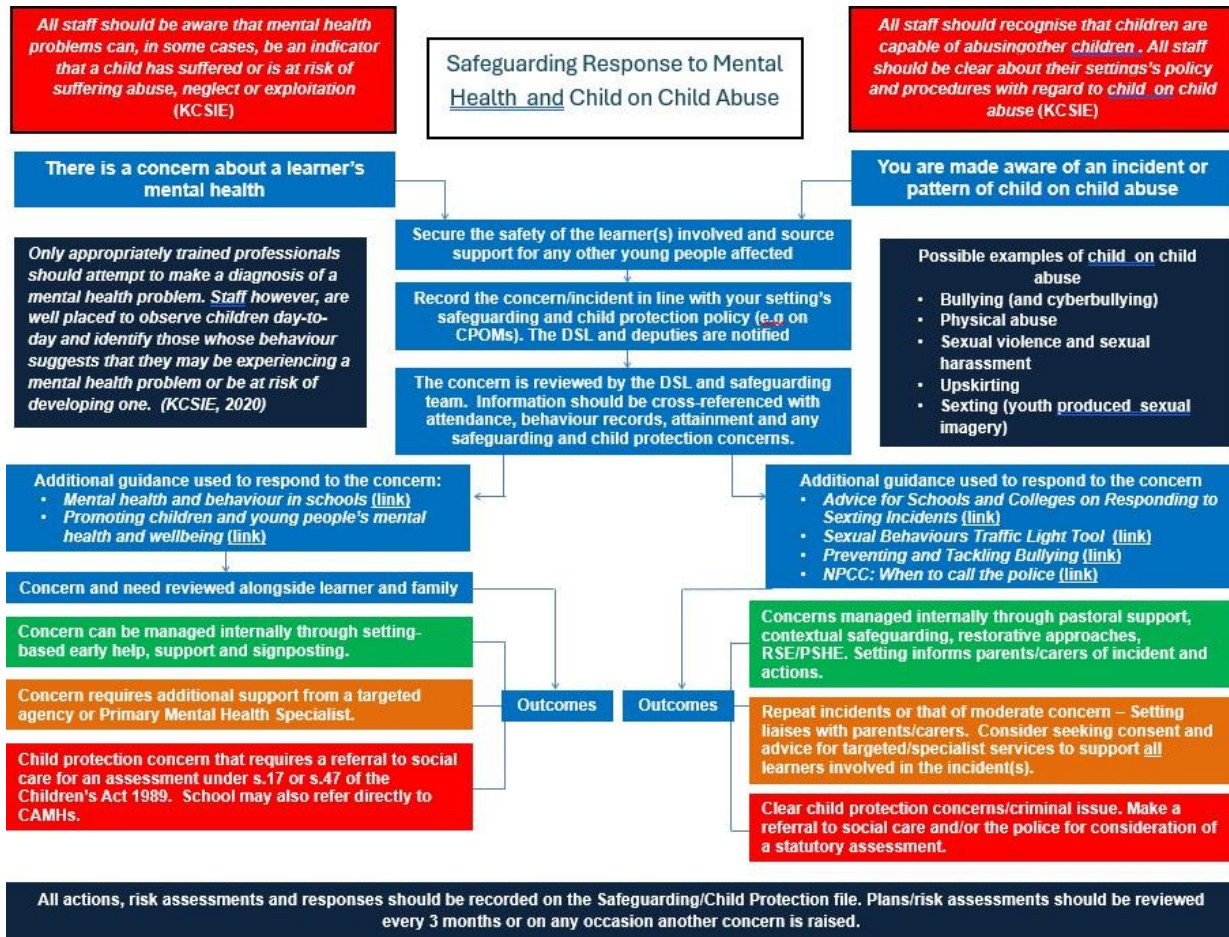 All staff should be aware that mental health
problems can, in some cases, be an indicator
that a child has suffered or is at risk of
suffering abuse, neglect or exploitation
(KCSIE)
Safeguarding Response to Mental
Health and Child on Child Abuse
All staff should recognise that children are
capable of abusingother children . All staff
should be clear about their settings's policy
and procedures with regard to child on child
abuse (KCSIE)
There is a concern about a learner's
mental health
You are made aware of an incident or
pattern of child on child abuse
Secure the safety of the learner(s) involved and source
support for any other young people affected
Only appropriately trained professionals
should attempt to make a diagnosis of a
mental health problem. Staff however, are
well placed to observe children day-to-
day and identify those whose behaviour
suggests that they may be experiencing a
mental health problem or be at risk of
developing one. (KCSIE, 2020)
Record the concern/incident in line with your setting's
safeguarding and child protection policy (e.g on
CPOMs). The DSL and deputies are notified
Possible examples of child on child
abuse
• Bullying (and cyberbullying)
• Physical abuse
• Sexual violence and sexual
harassment
• Upskirting
• Sexting (youth produced sexual
imagery)
The concern is reviewed by the DSL and safeguarding
team. Information should be cross-referenced with
attendance, behaviour records, attainment and any
safeguarding and child protection concerns.
Additional guidance used to respond to the concern:
• Mental health and behaviour in schools (link)
• Promoting children and young people's mental
health and wellbeing (link)
Additional guidance used to respond to the concern
• Advice for Schools and Colleges on Responding to
Sexting Incidents (link)
• Sexual Behaviours Traffic Light Tool (link)
• Preventing and Tackling Bullying (link)
• NPCC: When to call the police (link)
Concern and need reviewed alongside learner and family
Concern can be managed internally through setting-
based early help, support and signposting.
Concern requires additional support from a targeted
agency or Primary Mental Health Specialist.
Child protection concern that requires a referral to social
care for an assessment under s.17 or s.47 of the
Children's Act 1989. School may also refer directly to
CAMHs.
Outcomes
Outcomes
Concerns managed internally through pastoral support,
contextual safeguarding, restorative approaches,
RSE/PSHE. Setting informs parents/carers of incident and
actions.
Repeat incidents or that of moderate concern – Setting
liaises with parents/carers. Consider seeking consent and
advice for targeted/specialist services to support all
learners involved in the incident(s).
Clear child protection concerns/criminal issue. Make a
referral to social care and/or the police for consideration of
a statutory assessment.
All actions, risk assessments and responses should be recorded on the Safeguarding/Child Protection file. Plans/risk assessments should be reviewed
every 3 months or on any occasion another concern is raised.